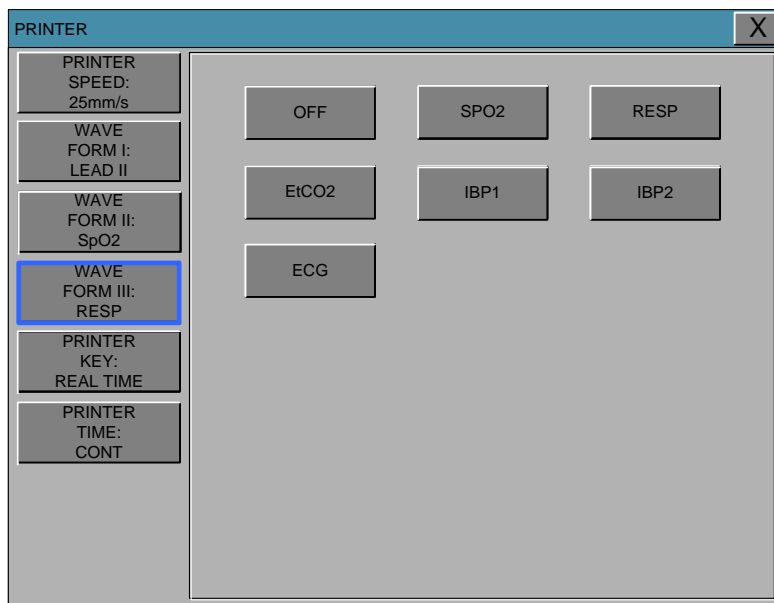 PRINTER
X
PRINTER
SPEED:
25mm/s
WAVE
FORM I:
LEAD II
WAVE
FORM II:
SpO2
WAVE
FORM III:
RESP
PRINTER
KEY:
REAL TIME
PRINTER
TIME:
CONT
OFF
SPO2
RESP
EtCO2
IBP1
IBP2
ECG